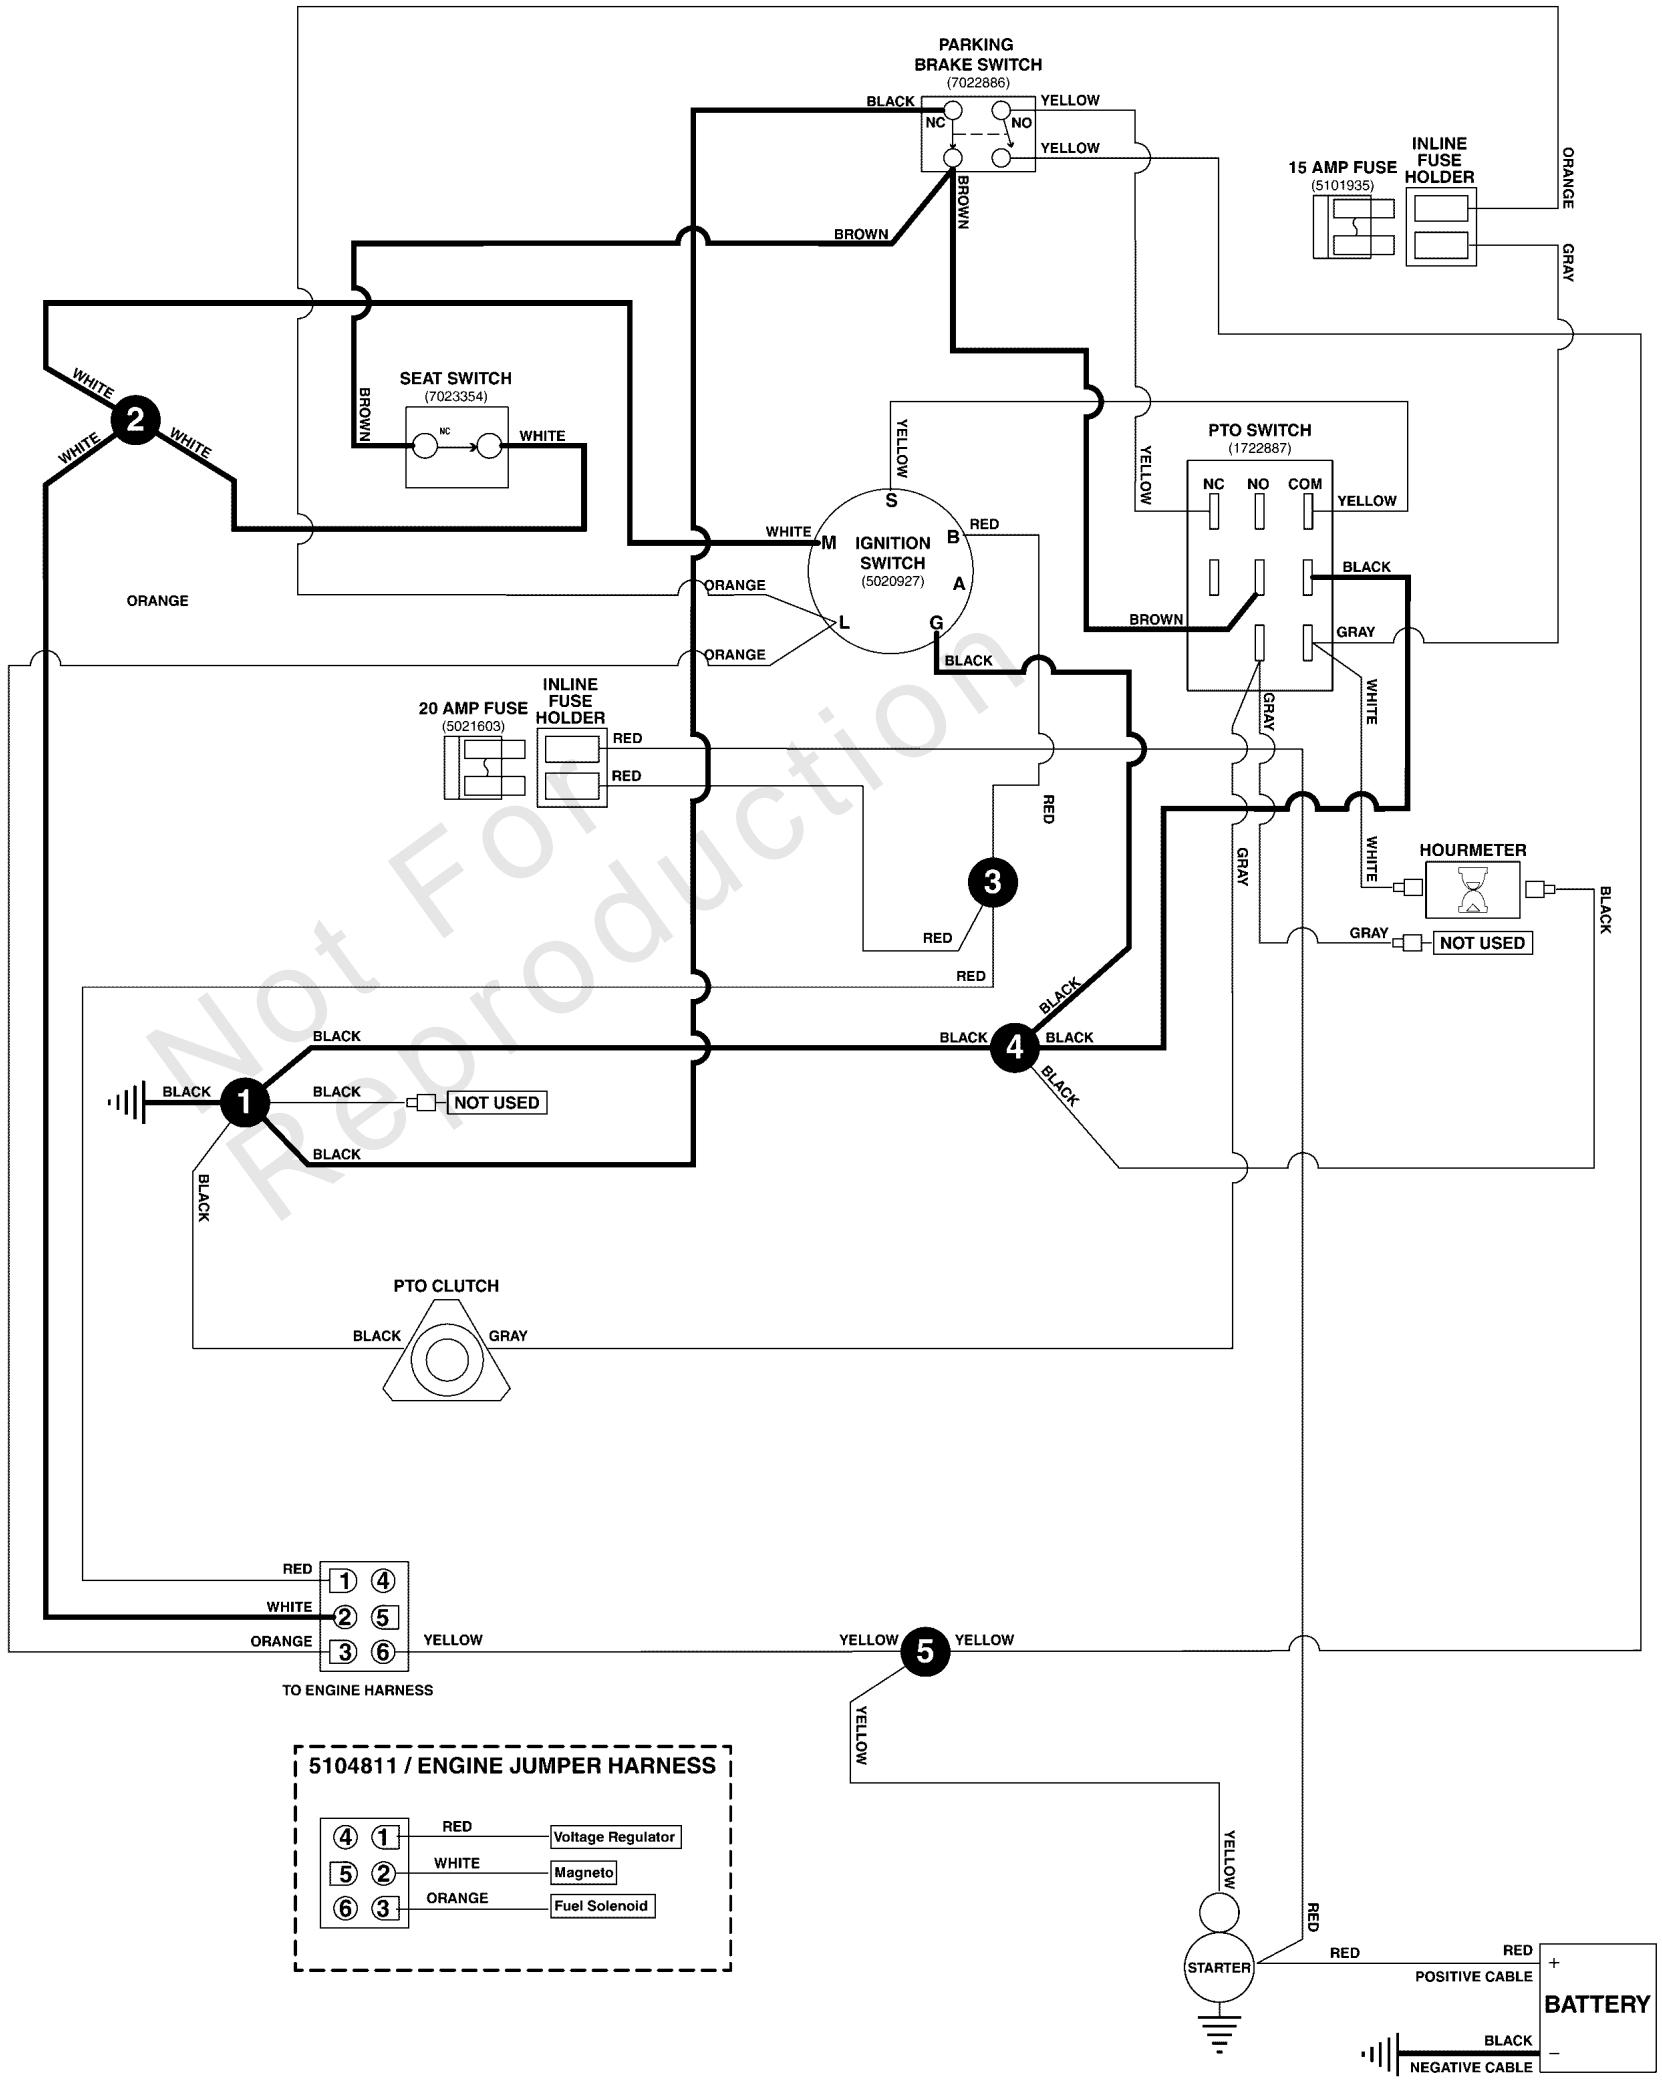 PARKING
BRAKE SWITCH
(7022886)
BLACK
YELLOW
NC
NO
YELLOW
BROWN
BROWN
15 AMP FUSE
(5101935)
INLINE
FUSE
HOLDER
ORANGE
GRAY
WHITE
2
WHITE
WHITE
SEAT SWITCH
(7023354)
BROWN
NC
WHITE
YELLOW
S
WHITE
M
IGNITION
SWITCH
(5020927)
B
RED
A
L
G
BLACK
ORANGE
ORANGE
ORANGE
YELLOW
PTO SWITCH
(1722887)
NC
NO
COM
YELLOW
BLACK
BROWN
GRAY
GRAY
WHITE
20 AMP FUSE
(5021603)
INLINE
FUSE
HOLDER
RED
RED
RED
3
RED
RED
GRAY
WHITE
HOURMETER
BLACK
GRAY
NOT USED
Not For
Reproduction
BLACK
BLACK
4
BLACK
BLACK
BLACK
BLACK
1
BLACK
NOT USED
BLACK
BLACK
PTO CLUTCH
BLACK
GRAY
RED
1
4
WHITE
2
5
ORANGE
3
6
YELLOW
TO ENGINE HARNESS
YELLOW
5
YELLOW
YELLOW
5104811 / ENGINE JUMPER HARNESS
4
1
RED
Voltage Regulator
5
2
WHITE
Magneto
6
3
ORANGE
Fuel Solenoid
YELLOW
STARTER
RED
RED
RED
POSITIVE CABLE
+
BATTERY
BLACK
NEGATIVE CABLE
–